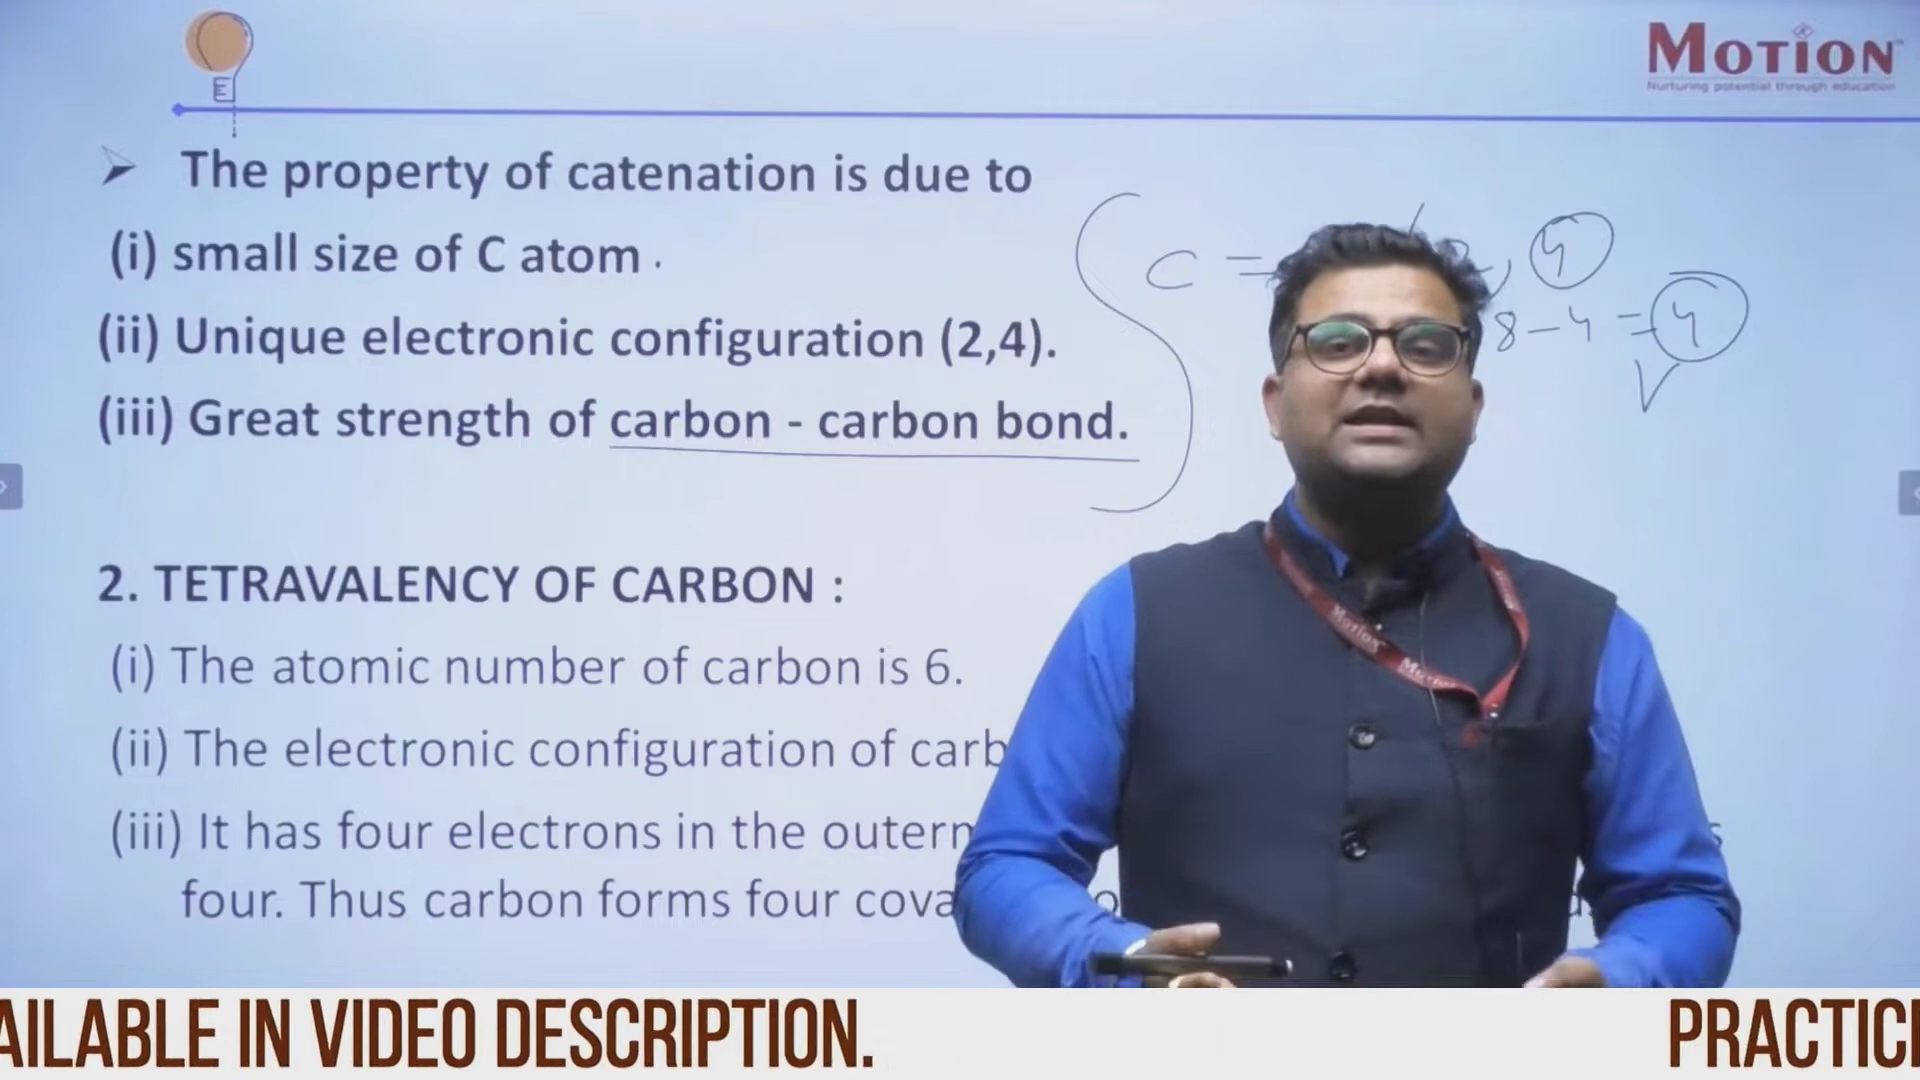 MOTION
Nurturing potential through education
The property of catenation is due to
(i) small size of C atom .
(ii) Unique electronic configuration (2,4).
(iii) Great strength of carbon - carbon bond.
C = , 4
8 - 4 = 4
V
2. TETRAVALENCY OF CARBON :
(i) The atomic number of carbon is 6.
(ii) The electronic configuration of carb
(iii) It has four electrons in the outer
four. Thus carbon forms four cova
MOTION
AILABLE IN VIDEO DESCRIPTION.
PRACTIC